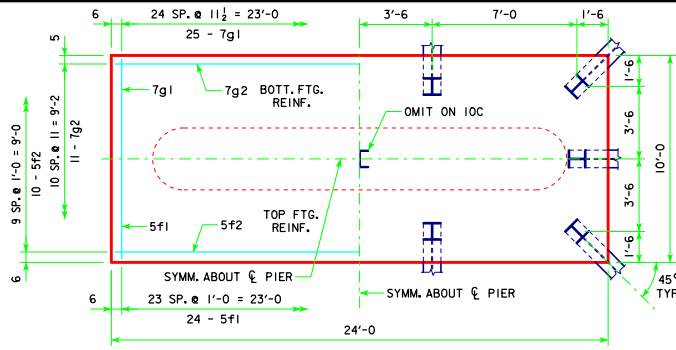 6
24 SP. @ 11½ = 23'-0
25 - 7g1
3'-6
7'-0
1'-6
5
7g1
7g2
BOTT. FTG.
REINF.
OMIT ON 10C
1'-6
3'-6
10'-0
3'-6
1'-6
9 SP. @ 1'-0 = 9'-0
10 - 5f2
10 SP. @ 11 = 9'-2
11 - 7g2
TOP FTG.
REINF.
5f1
5f2
6
SYMM. ABOUT ℄ PIER
SYMM. ABOUT ℄ PIER
45°
TYP
6
23 SP. @ 1'-0 = 23'-0
24 - 5f1
24'-0